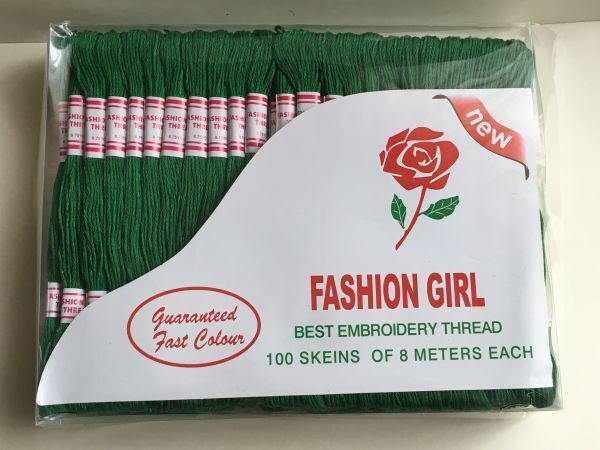 new
FASHION GIRL
BEST EMBROIDERY THREAD
100 SKEINS OF 8 METERS EACH
Guaranteed
Fast Colour